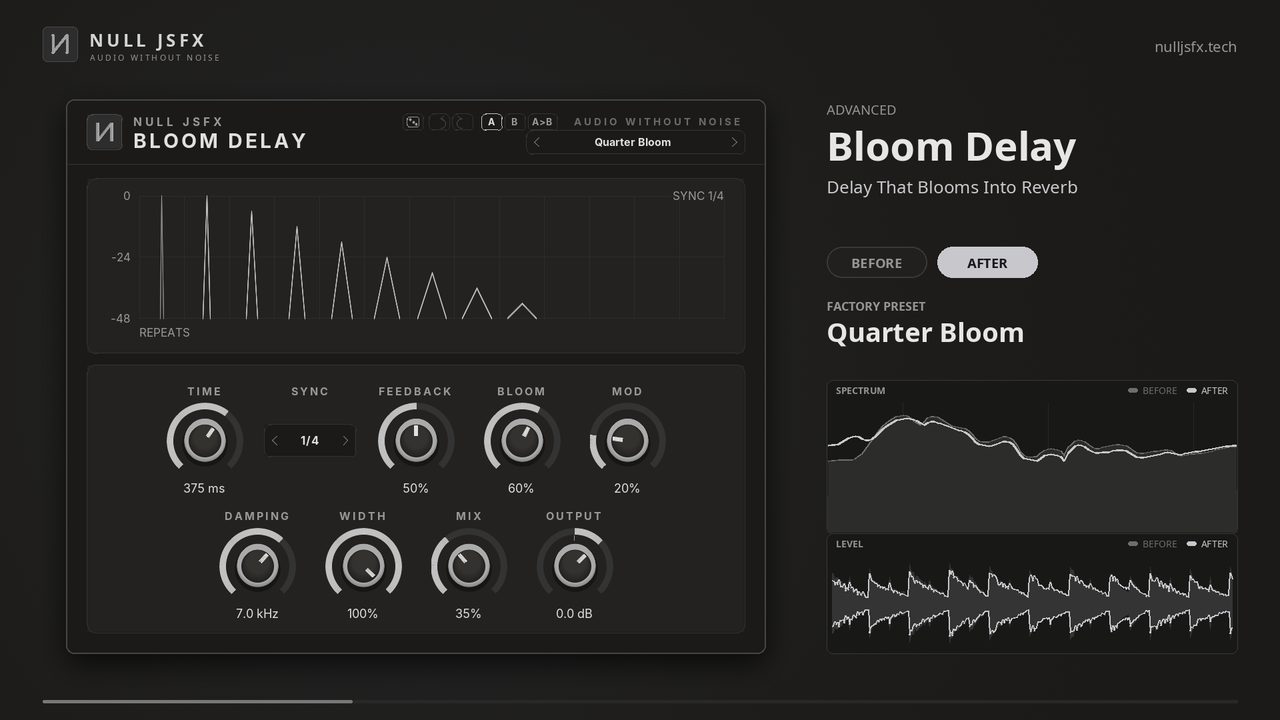 NULL JSFX
AUDIO WITHOUT NOISE
nulljsfx.tech
NULL JSFX
BLOOM DELAY
A B A>B AUDIO WITHOUT NOISE
Quarter Bloom
0
-24
-48
SYNC 1/4
REPEATS
TIME SYNC FEEDBACK BLOOM MOD
1/4
375 ms 50% 60% 20%
DAMPING WIDTH MIX OUTPUT
7.0 kHz 100% 35% 0.0 dB
ADVANCED
Bloom Delay
Delay That Blooms Into Reverb
BEFORE AFTER
FACTORY PRESET
Quarter Bloom
SPECTRUM BEFORE AFTER
LEVEL BEFORE AFTER